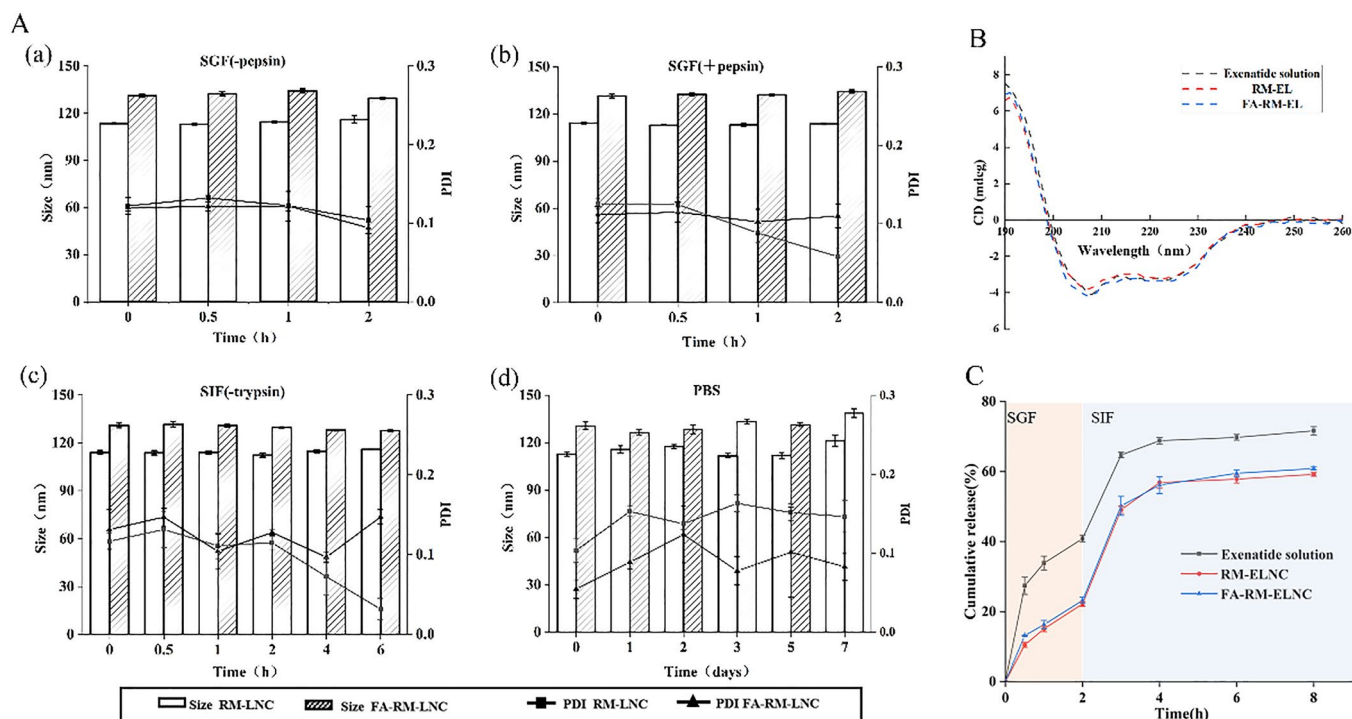 A
(a)
SGF(-pepsin)
150
120
90
60
30
0
Size（nm）
0.3
0.2
0.1
0.0
PDI
0
0.5
1
2
Time（h）
(b)
SGF(＋pepsin)
150
120
90
60
30
0
Size（nm）
0.3
0.2
0.1
0.0
PDI
0
0.5
1
2
Time（h）
(c)
SIF(-trypsin)
150
120
90
60
30
0
Size（nm）
0.3
0.2
0.1
0.0
PDI
0
0.5
1
2
4
6
Time（h）
(d)
PBS
150
120
90
60
30
0
Size（nm）
0.3
0.2
0.1
0.0
PDI
0
1
2
3
5
7
Time（days）
Size RM-LNC
Size FA-RM-LNC
PDI RM-LNC
PDI FA-RM-LNC
B
Exenatide solution
RM-EL
FA-RM-EL
8
6
4
2
0
-2
-4
6
8
CD (mdeg)
190
200
210
220
230
240
250
260
Wavelength（nm）
C
SGF
SIF
80
60
40
20
0
Cumulative release(%)
Exenatide solution
RM-ELNC
FA-RM-ELNC
0
2
4
6
8
Time(h)